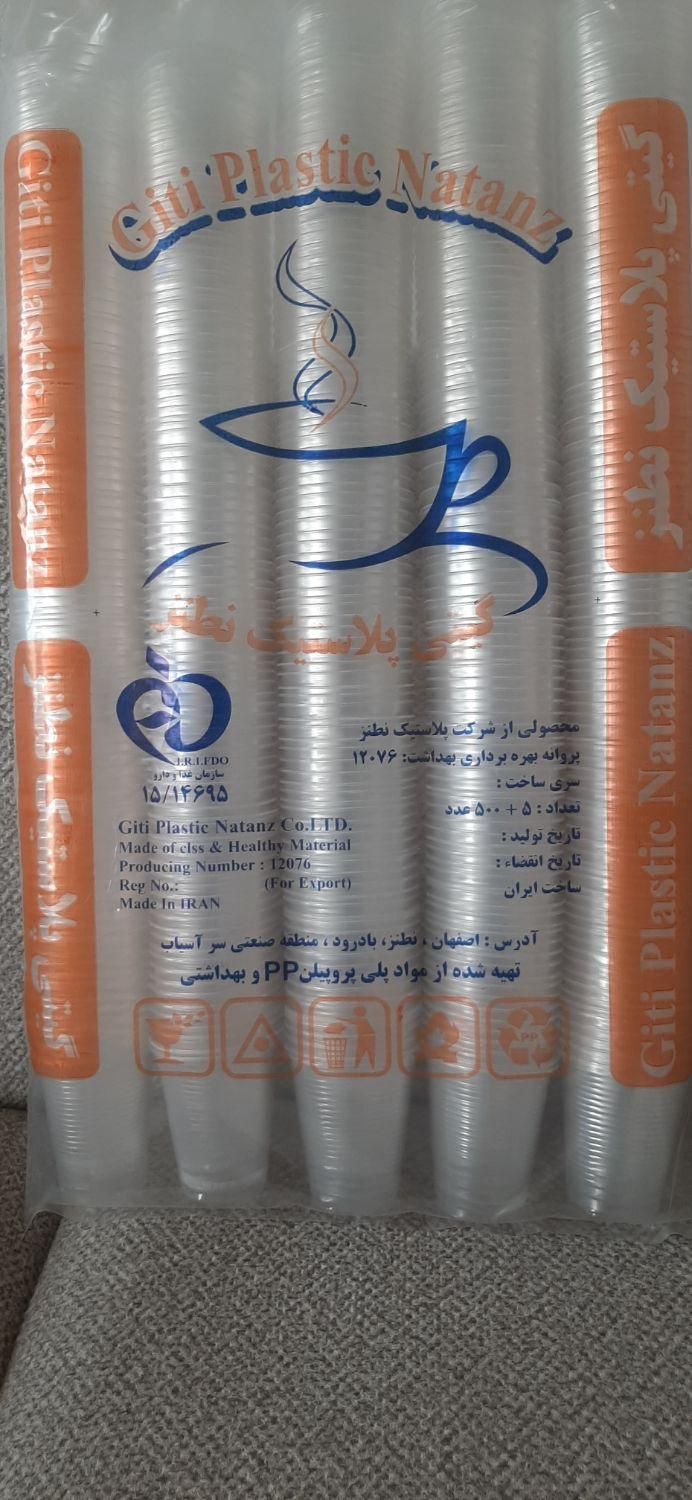 Giti Plastic Natanz
Giti Plastic Natanz
گیتی پلاستیک نطنز
گیتی پلاستیک نطنز
I.R.I.FDO
سازمان غذا و دارو
۱۵/۱۴۶۹۵
محصولی از شرکت پلاستیک نطنز
پروانه بهره برداری بهداشت: ۱۲۰۷۶
سری ساخت :
تعداد : ۵ + ۵۰۰ عدد
تاریخ تولید :
تاریخ انقضاء :
ساخت ایران
Giti Plastic Natanz Co.LTD.
Made of clss & Healthy Material
Producing Number : 12076
Reg No.: (For Export)
Made In IRAN
آدرس : اصفهان ، نطنز، بادرود ، منطقه صنعتی سر آسیاب
تهیه شده از مواد پلی پروپیلن PP و بهداشتی
گیتی پلاستیک نطنز
Giti Plastic Natanz
PP